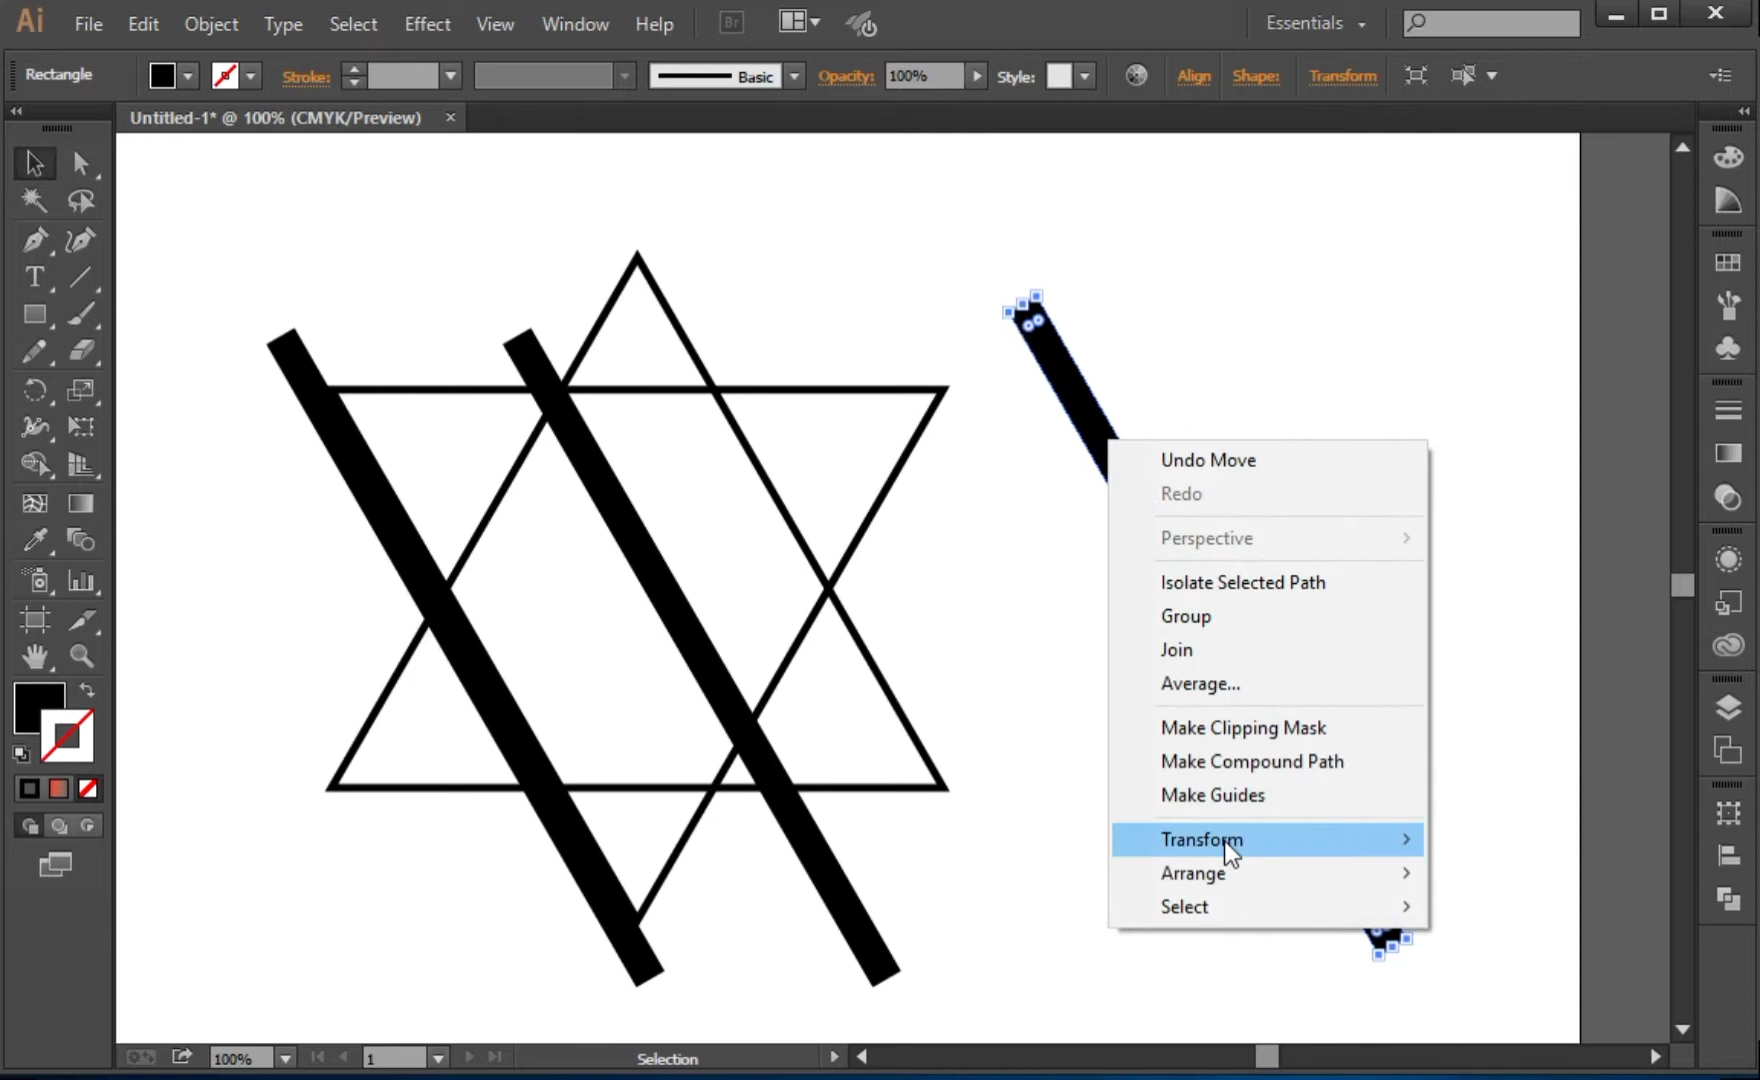 Ai File Edit Object Type Select Effect View Window Help Br Essentials
Rectangle Stroke: Basic Opacity: 100% Style: Align Shape: Transform
Untitled-1* @ 100% (CMYK/Preview)
T
Undo Move
Redo
Perspective
Isolate Selected Path
Group
Join
Average...
Make Clipping Mask
Make Compound Path
Make Guides
Transform
Arrange
Select
100% 1 Selection